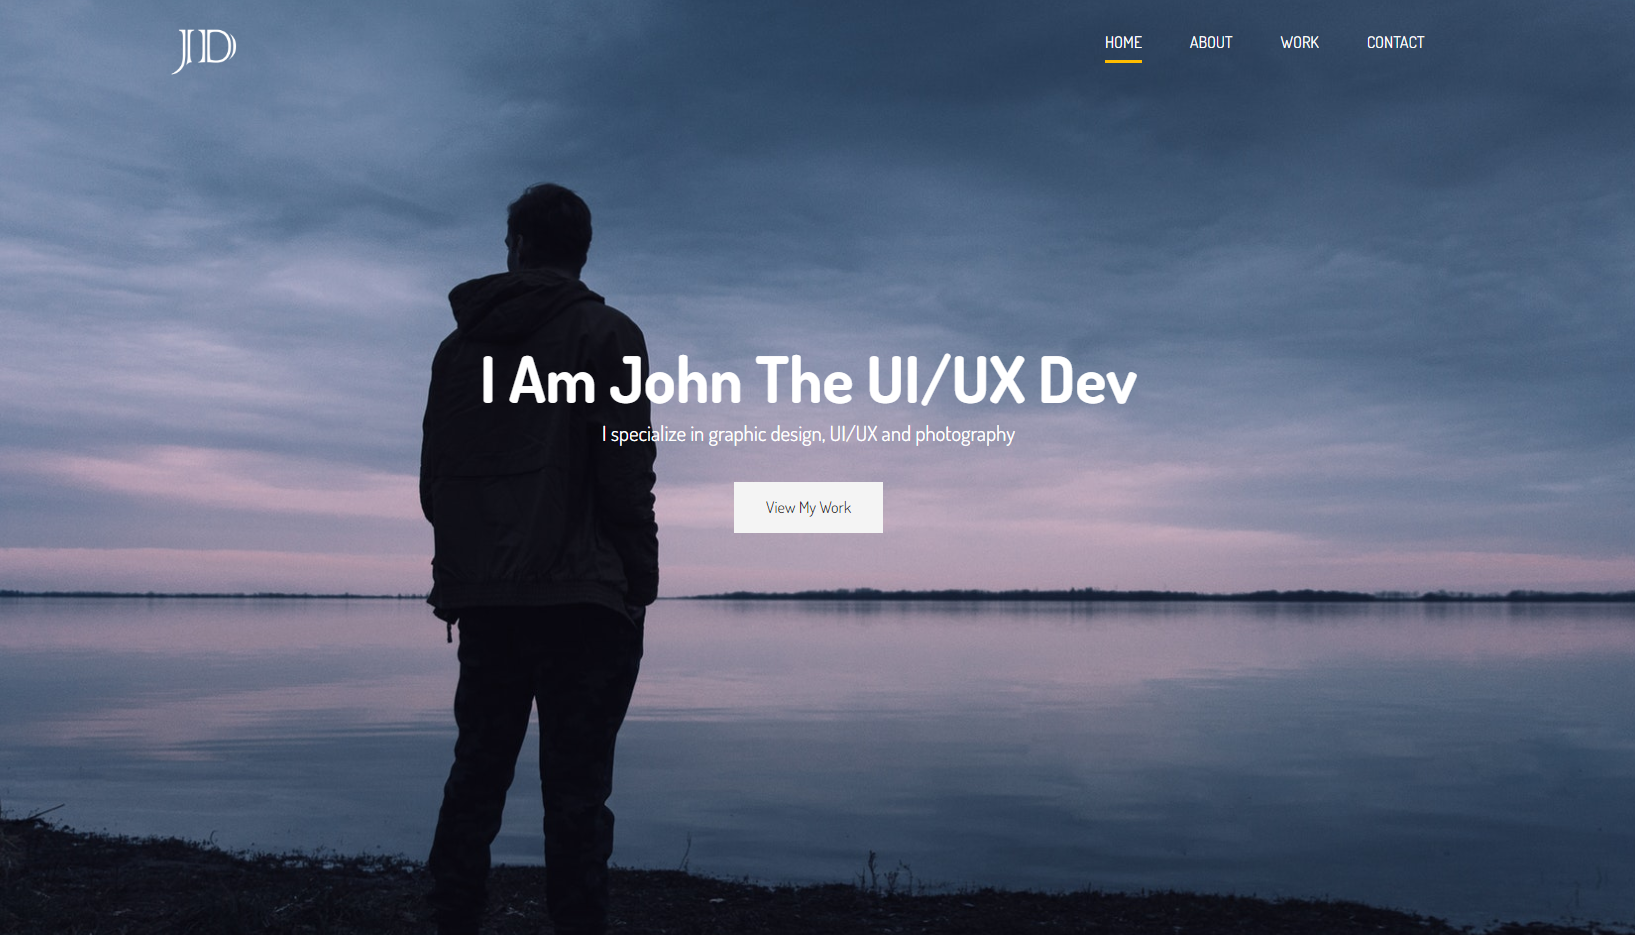 JD
HOME
ABOUT
WORK
CONTACT
I Am John The UI/UX Dev
I specialize in graphic design, UI/UX and photography
View My Work